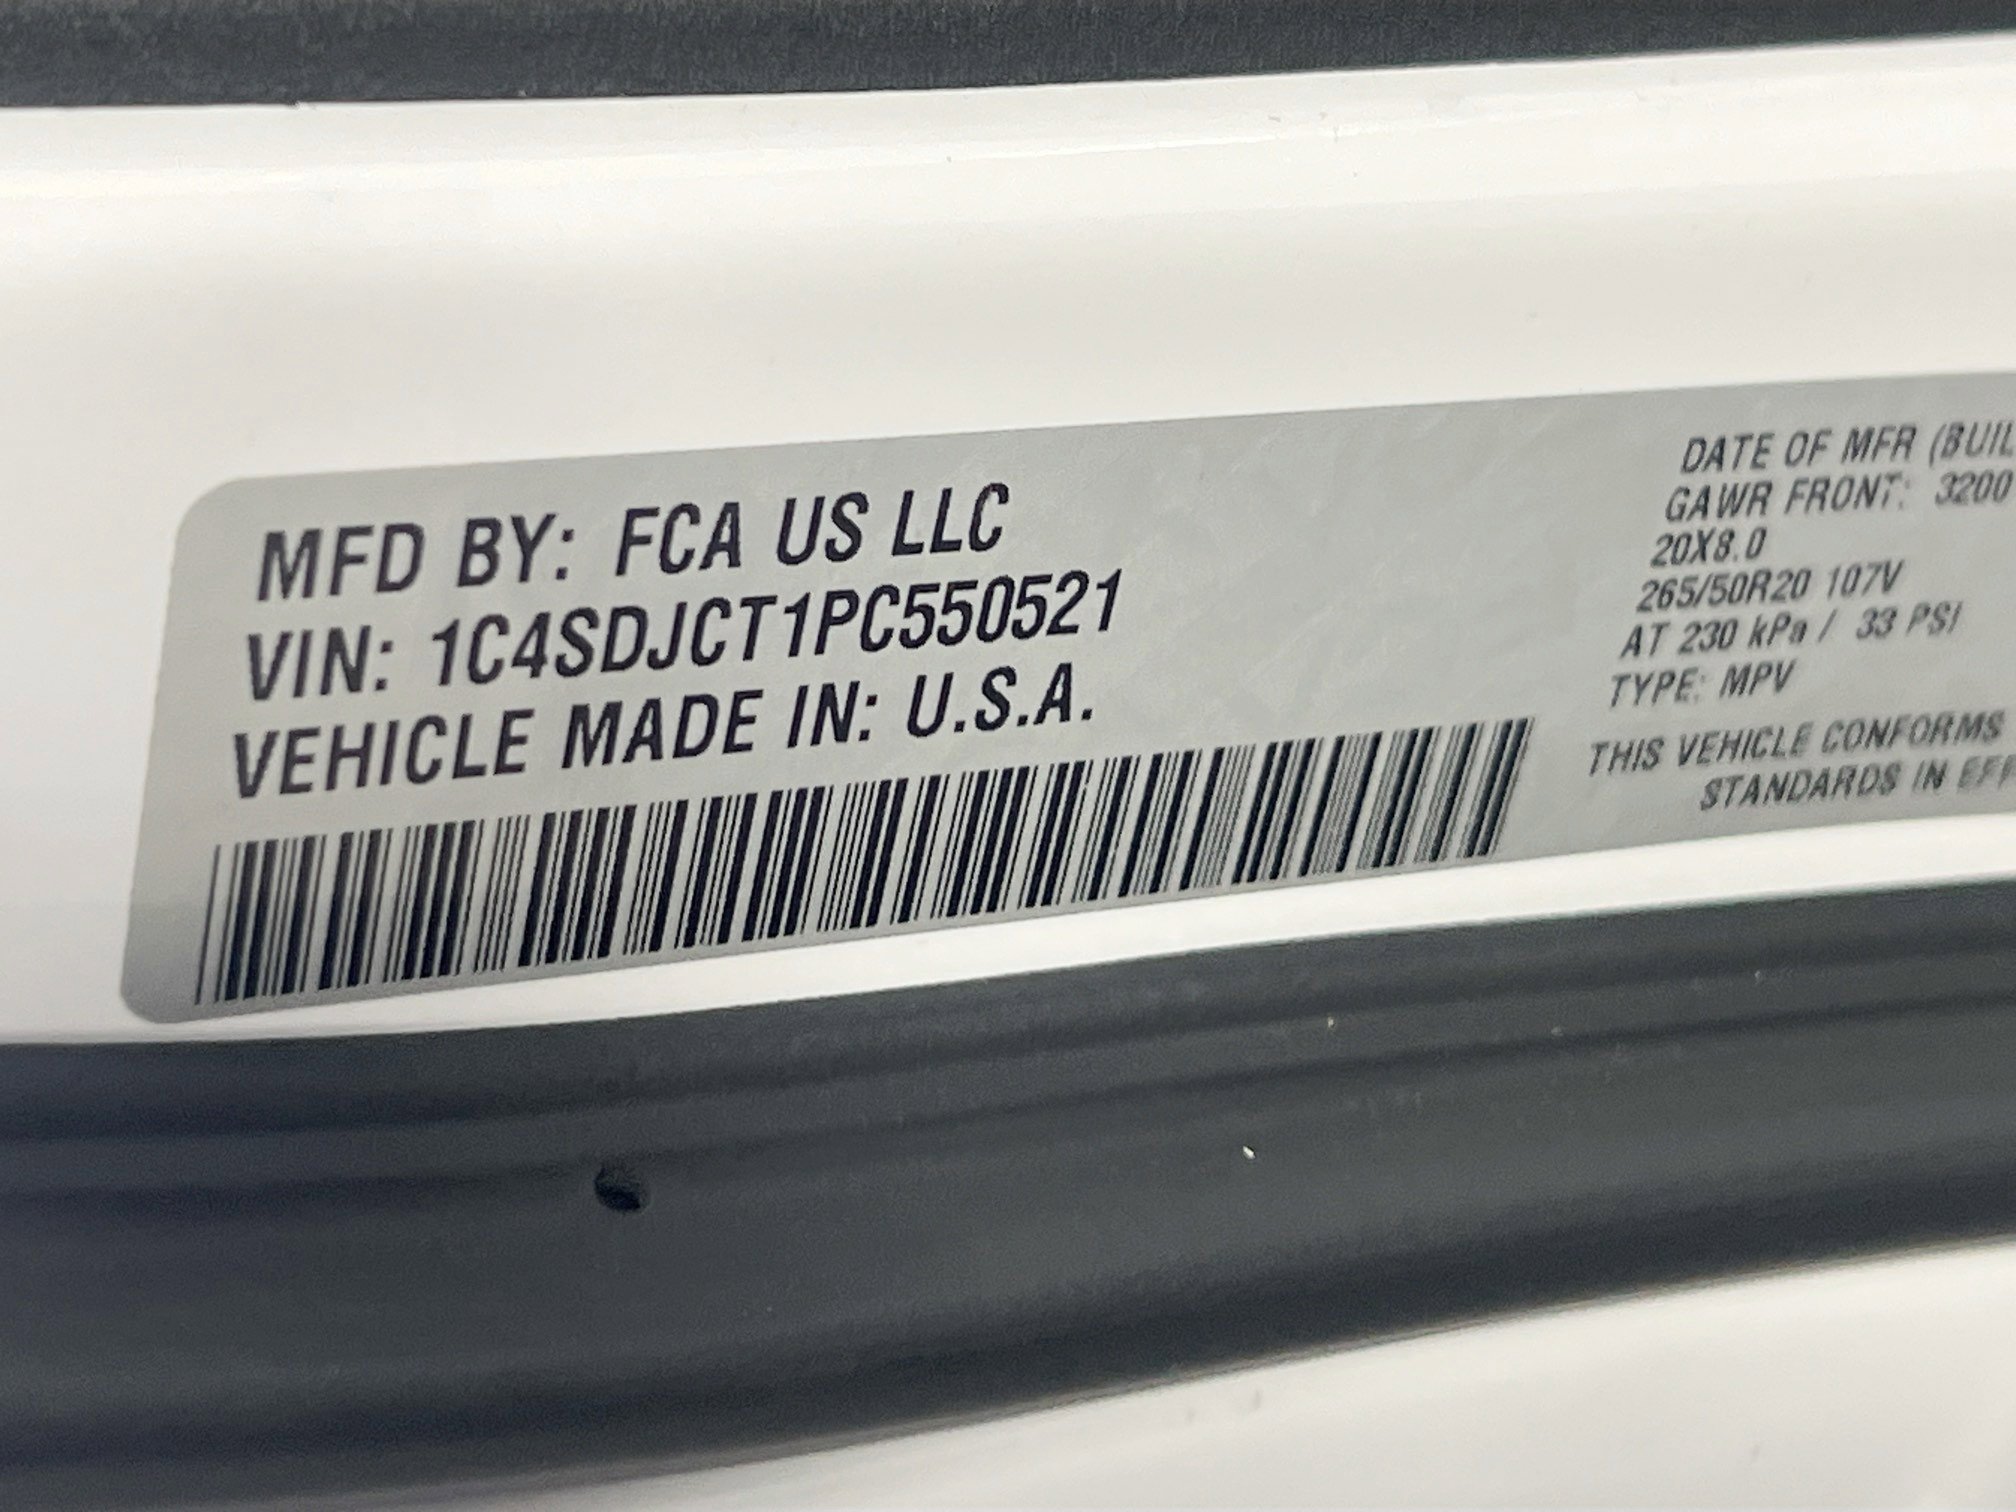 MFD BY: FCA US LLC
VIN: 1C4SDJCT1PC550521
VEHICLE MADE IN: U.S.A.
DATE OF MFR (BUIL
GAWR FRONT: 3200
20X8.0
265/50R20 107V
AT 230 kPa / 33 PSI
TYPE: MPV
THIS VEHICLE CONFORMS
STANDARDS IN EFF